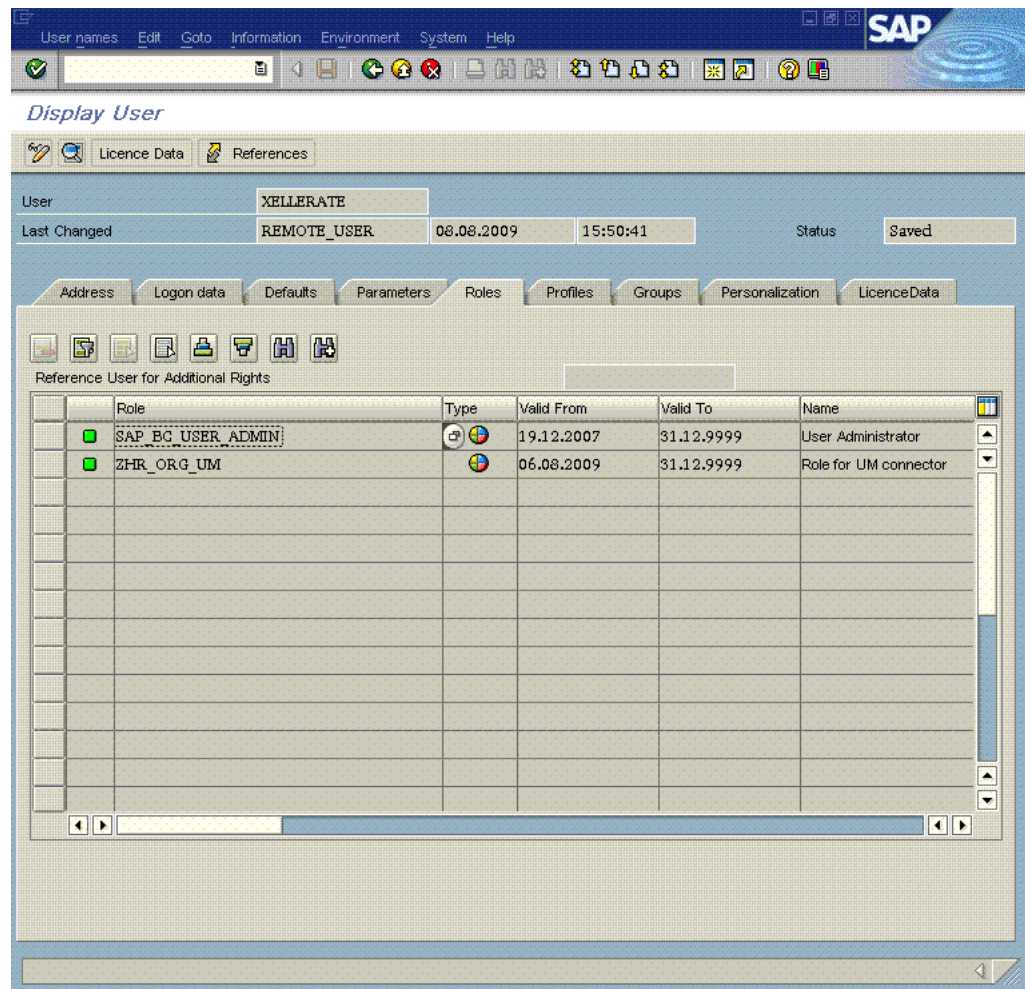 User names Edit Goto Information Environment System Help
SAP
Display User
Licence Data References
User XELLERATE
Last Changed REMOTE_USER 08.08.2009 15:50:41 Status Saved
Address Logon data Defaults Parameters Roles Profiles Groups Personalization LicenceData
Reference User for Additional Rights
Role Type Valid From Valid To Name
SAP_BC_USER_ADMIN 19.12.2007 31.12.9999 User Administrator
ZHR_ORG_UM 06.08.2009 31.12.9999 Role for UM connector